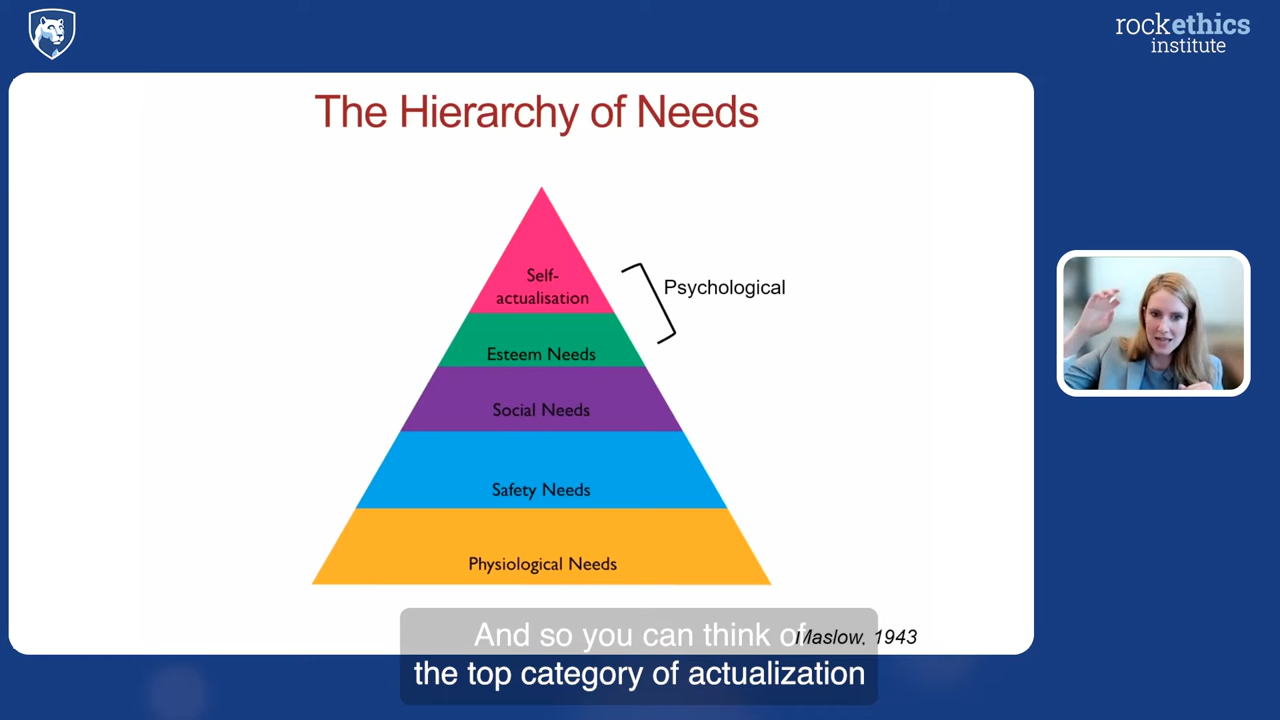 rockethics
institute
The Hierarchy of Needs
Self-
actualisation
Psychological
Esteem Needs
Social Needs
Safety Needs
Physiological Needs
Maslow, 1943
And so you can think of
the top category of actualization